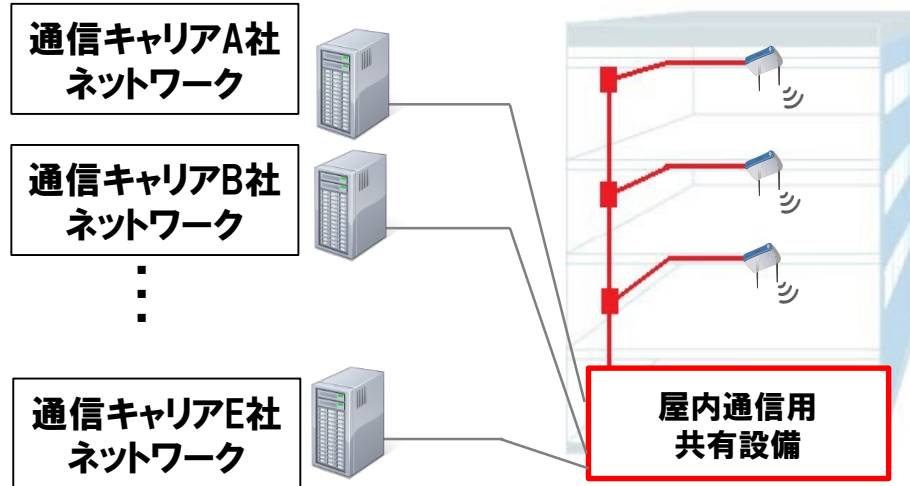 通信キャリアA社
ネットワーク
通信キャリアB社
ネットワーク
通信キャリアE社
ネットワーク
屋内通信用
共有設備